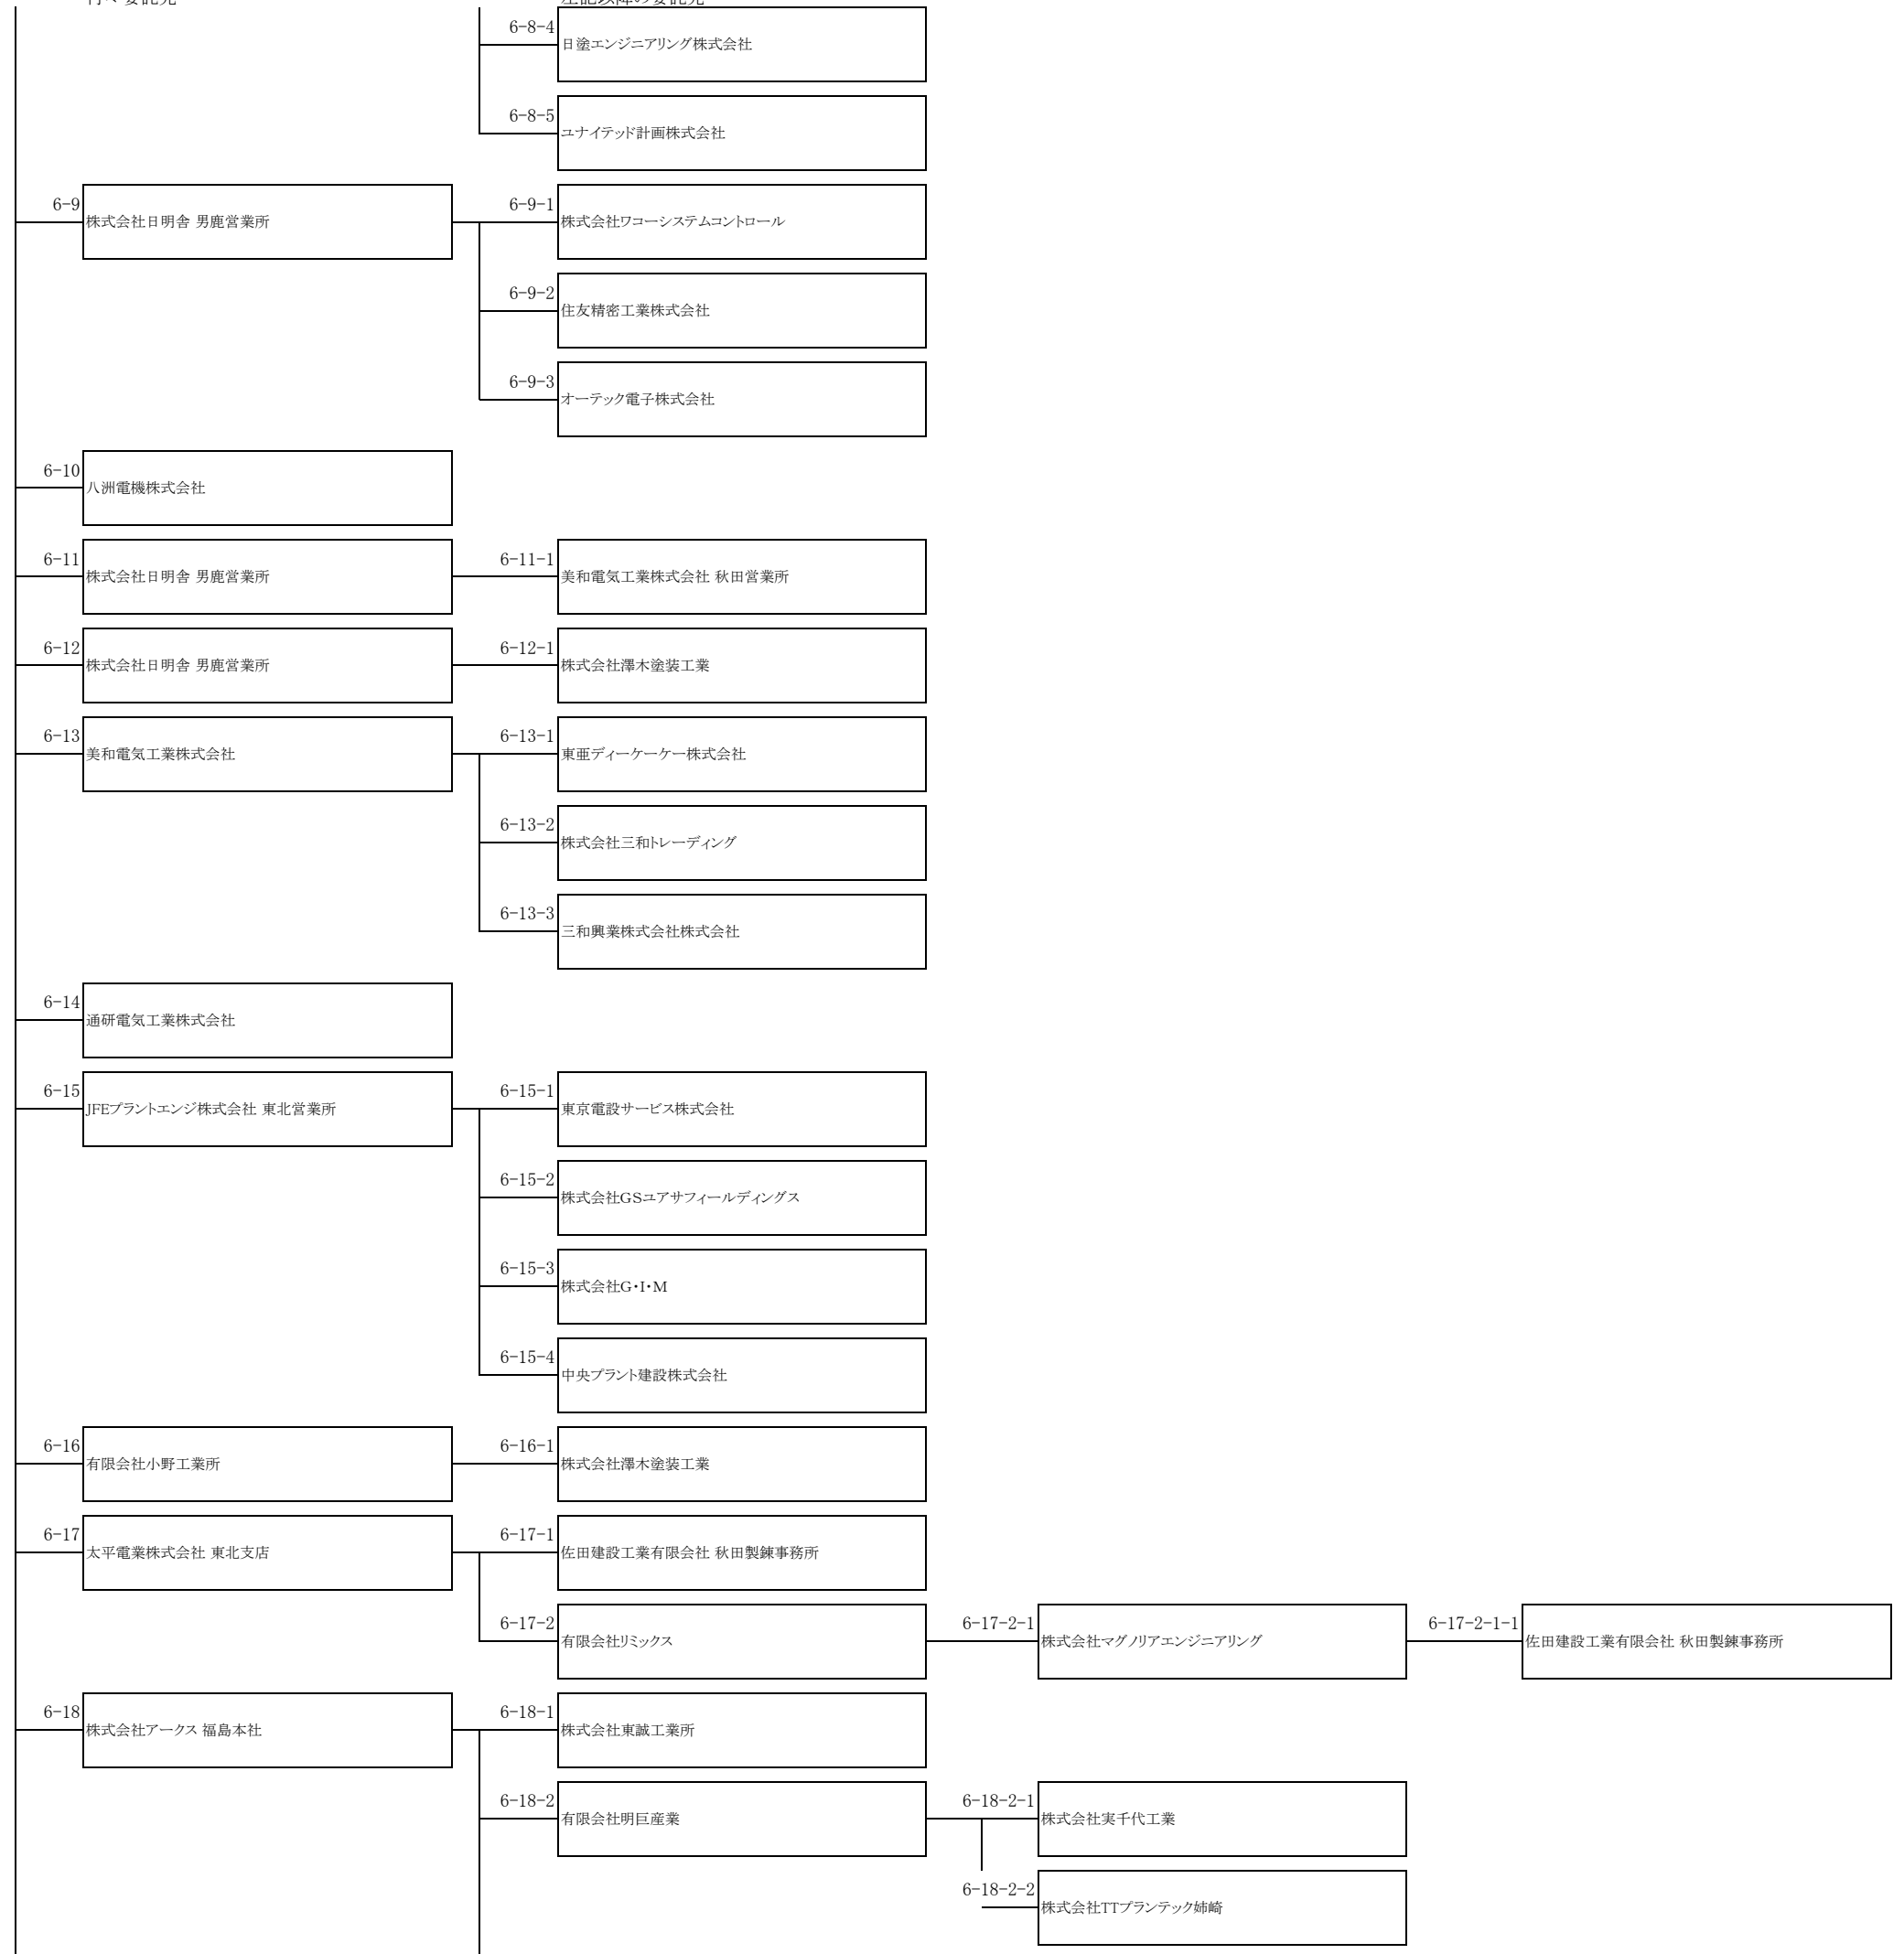 6-8-4
日塗エンジニアリング株式会社
6-8-5
ユナイテッド計画株式会社
6-9
株式会社日明舎 男鹿営業所
6-9-1
株式会社ワコーシステムコントロール
6-9-2
住友精密工業株式会社
6-9-3
オーテック電子株式会社
6-10
八洲電機株式会社
6-11
株式会社日明舎 男鹿営業所
6-11-1
美和電気工業株式会社 秋田営業所
6-12
株式会社日明舎 男鹿営業所
6-12-1
株式会社澤木塗装工業
6-13
美和電気工業株式会社
6-13-1
東亜ディーケーケー株式会社
6-13-2
株式会社三和トレーディング
6-13-3
三和興業株式会社株式会社
6-14
通研電気工業株式会社
6-15
JFEプラントエンジ株式会社 東北営業所
6-15-1
東京電設サービス株式会社
6-15-2
株式会社GSユアサフィールディングス
6-15-3
株式会社G・I・M
6-15-4
中央プラント建設株式会社
6-16
有限会社小野工業所
6-16-1
株式会社澤木塗装工業
6-17
太平電業株式会社 東北支店
6-17-1
佐田建設工業有限会社 秋田製錬事務所
6-17-2
有限会社リミックス
6-17-2-1
株式会社マグノリアエンジニアリング
6-17-2-1-1
佐田建設工業有限会社 秋田製錬事務所
6-18
株式会社アークス 福島本社
6-18-1
株式会社東誠工業所
6-18-2
有限会社明巨産業
6-18-2-1
株式会社実千代工業
6-18-2-2
株式会社TTプランテック姉崎